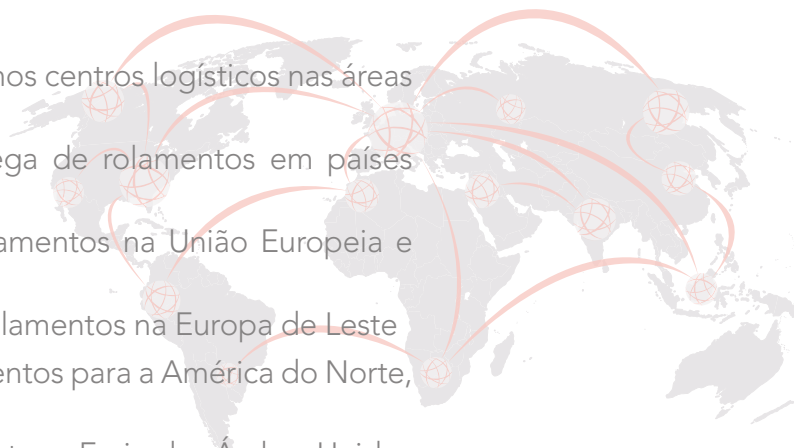 nos centros logísticos nas áreas
ega de rolamentos em países
amentos na União Europeia e
lamentos na Europa de Leste
entos para a América do Norte,